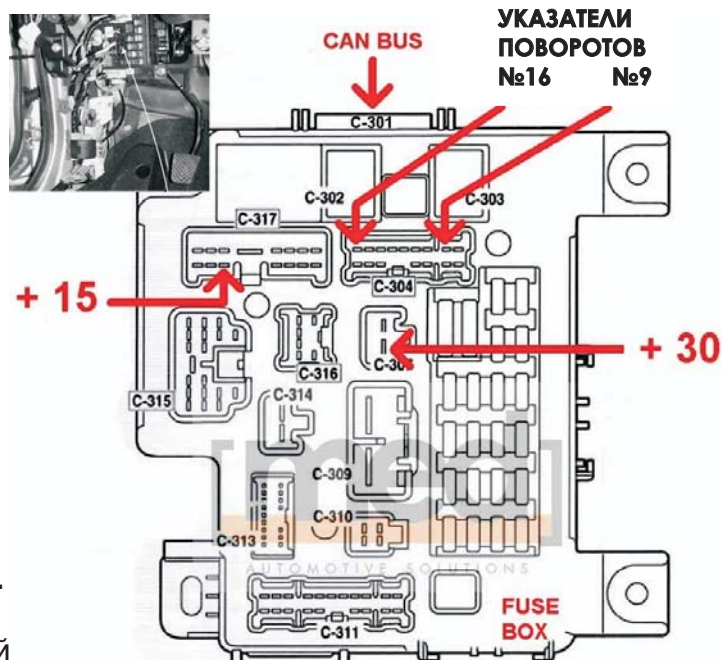 УКАЗАТЕЛИ
ПОВОРОТОВ
№16 №9
CAN BUS
C-301
C-302
C-303
C-317
C-304
+ 15
+ 30
C-316
C-315
C-314
C-309
C-310
C-313
med
AUTOMOTIVE SOLUTIONS
C-311
FUSE
BOX
й